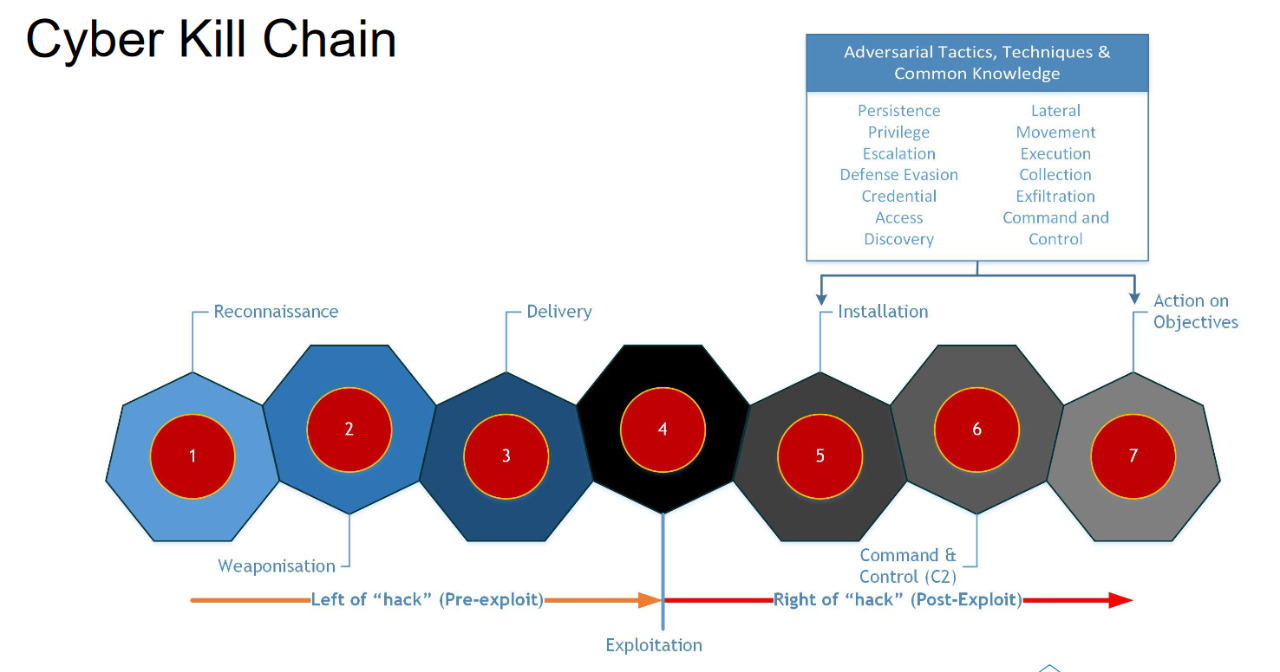 Cyber Kill Chain
Adversarial Tactics, Techniques &
Common Knowledge
Persistence
Privilege
Escalation
Defense Evasion
Credential
Access
Discovery
Lateral
Movement
Execution
Collection
Exfiltration
Command and
Control
Reconnaissance
Delivery
Installation
Action on
Objectives
1
2
3
4
5
6
7
Weaponisation
Command &
Control (C2)
Left of “hack” (Pre-exploit)
Right of “hack” (Post-Exploit)
Exploitation